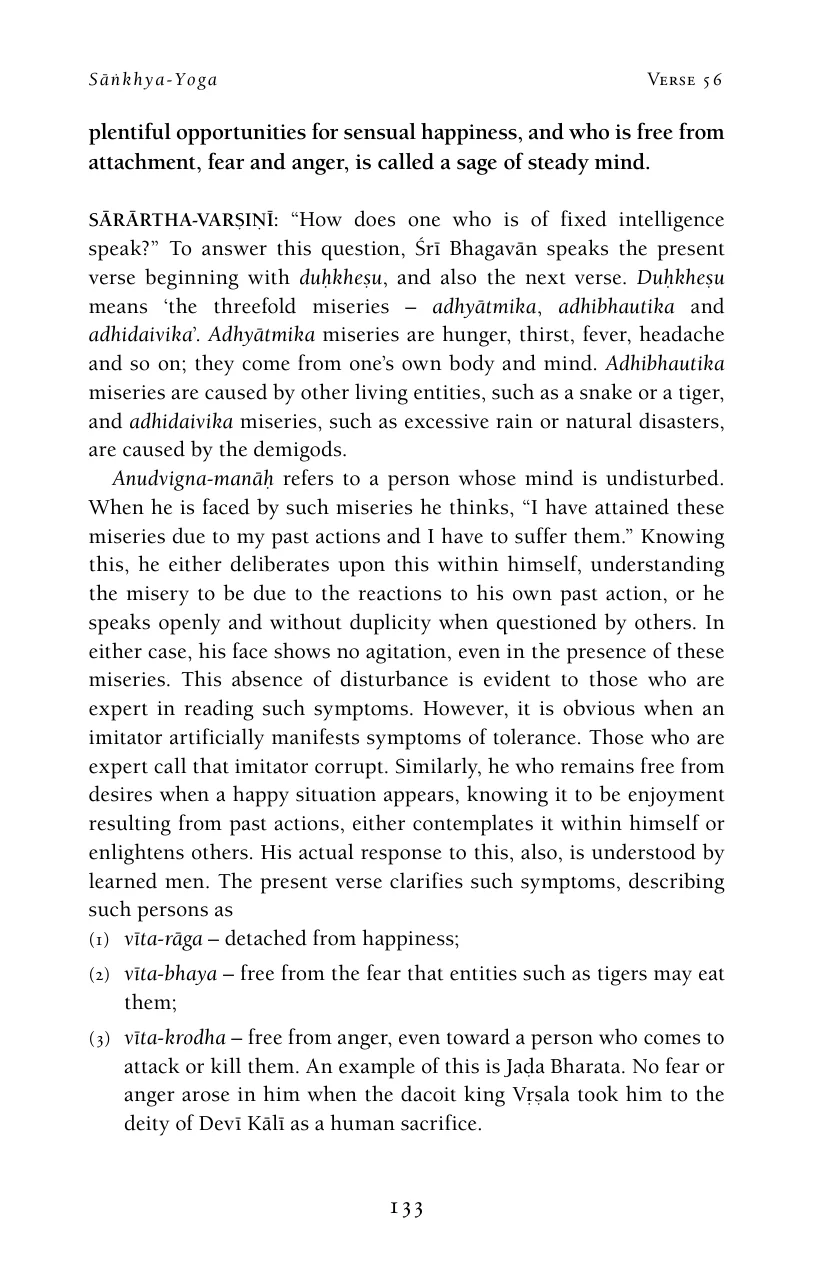 Sāṅkhya-Yoga Verse 56
plentiful opportunities for sensual happiness, and who is free from
attachment, fear and anger, is called a sage of steady mind.
SĀRĀRTHA-VARṢIṆĪ: “How does one who is of fixed intelligence
speak?” To answer this question, Śrī Bhagavān speaks the present
verse beginning with duḥkheṣu, and also the next verse. Duḥkheṣu
means ‘the threefold miseries – adhyātmika, adhibhautika and
adhidaivika’. Adhyātmika miseries are hunger, thirst, fever, headache
and so on; they come from one’s own body and mind. Adhibhautika
miseries are caused by other living entities, such as a snake or a tiger,
and adhidaivika miseries, such as excessive rain or natural disasters,
are caused by the demigods.
Anudvigna-manāḥ refers to a person whose mind is undisturbed.
When he is faced by such miseries he thinks, “I have attained these
miseries due to my past actions and I have to suffer them.” Knowing
this, he either deliberates upon this within himself, understanding
the misery to be due to the reactions to his own past action, or he
speaks openly and without duplicity when questioned by others. In
either case, his face shows no agitation, even in the presence of these
miseries. This absence of disturbance is evident to those who are
expert in reading such symptoms. However, it is obvious when an
imitator artificially manifests symptoms of tolerance. Those who are
expert call that imitator corrupt. Similarly, he who remains free from
desires when a happy situation appears, knowing it to be enjoyment
resulting from past actions, either contemplates it within himself or
enlightens others. His actual response to this, also, is understood by
learned men. The present verse clarifies such symptoms, describing
such persons as
(1) vīta-rāga – detached from happiness;
(2) vīta-bhaya – free from the fear that entities such as tigers may eat
them;
(3) vīta-krodha – free from anger, even toward a person who comes to
attack or kill them. An example of this is Jaḍa Bharata. No fear or
anger arose in him when the dacoit king Vṛṣala took him to the
deity of Devī Kālī as a human sacrifice.
133